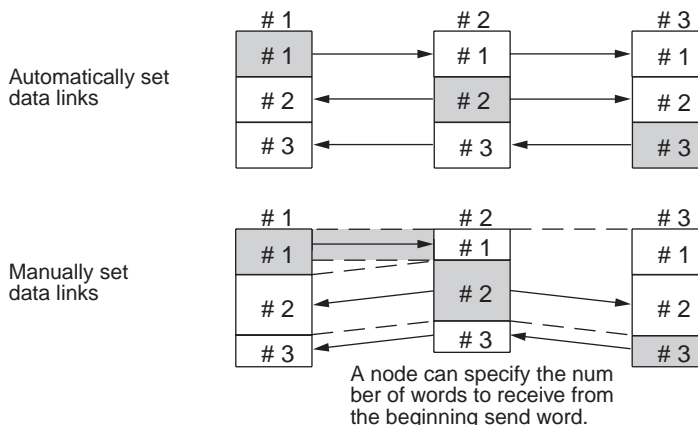 # 1 # 2 # 3
Automatically set
data links
# 1 # 1 # 1
# 2 # 2 # 2
# 3 # 3 # 3
# 1 # 2 # 3
Manually set
data links
# 1 # 1 # 1
# 2 # 2 # 2
# 3 # 3 # 3
A node can specify the num
ber of words to receive from
the beginning send word.